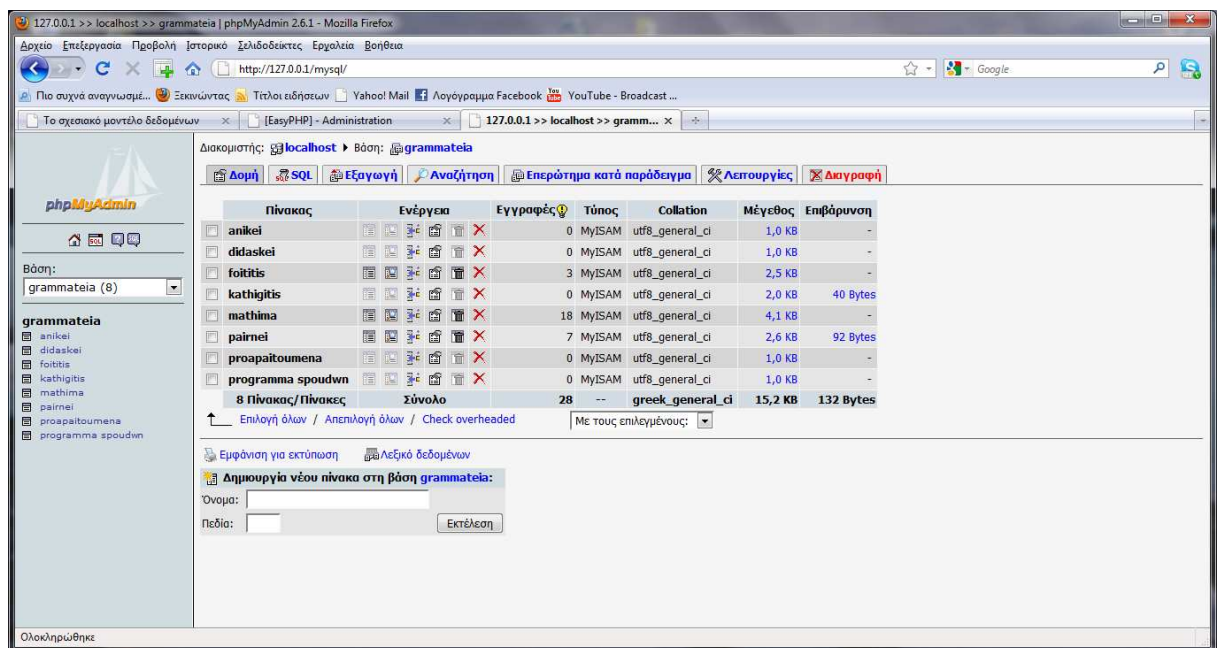 127.0.0.1 >> localhost >> grammateia | phpMyAdmin 2.6.1 - Mozilla Firefox
Αρχείο Επεξεργασία Προβολή Ιστορικό Σελιδοδείκτες Εργαλεία Βοήθεια
http://127.0.0.1/mysql/ Google
Πιο συχνά αναγνωσμέ... Ξεκινώντας Τίτλοι ειδήσεων Yahoo! Mail Λογόγραμμα Facebook YouTube - Broadcast ...
Το σχεσιακό μοντέλο δεδομένων [EasyPHP] - Administration 127.0.0.1 >> localhost >> gramm...
phpMyAdmin
Βάση:
grammateia (8)
grammateia
anikei
didaskei
foititis
kathigitis
mathima
pairnei
proapaitoumena
programma spoudwn
Διακομιστής: localhost Βάση: grammateia
Δομή SQL Εξαγωγή Αναζήτηση Επερώτημα κατά παράδειγμα Λειτουργίες Διαγραφή
Πίνακας Ενέργεια Εγγραφές Τύπος Collation Μέγεθος Επιβάρυνση
anikei 0 MyISAM utf8_general_ci 1,0 KB -
didaskei 0 MyISAM utf8_general_ci 1,0 KB -
foititis 3 MyISAM utf8_general_ci 2,5 KB -
kathigitis 0 MyISAM utf8_general_ci 2,0 KB 40 Bytes
mathima 18 MyISAM utf8_general_ci 4,1 KB -
pairnei 7 MyISAM utf8_general_ci 2,6 KB 92 Bytes
proapaitoumena 0 MyISAM utf8_general_ci 1,0 KB -
programma spoudwn 0 MyISAM utf8_general_ci 1,0 KB -
8 Πίνακας/Πίνακες Σύνολο 28 -- greek_general_ci 15,2 KB 132 Bytes
Επιλογή όλων / Απεπιλογή όλων / Check overheaded Με τους επιλεγμένους:
Εμφάνιση για εκτύπωση Λεξικό δεδομένων
Δημιουργία νέου πίνακα στη βάση grammateia:
Όνομα:
Πεδία: Εκτέλεση
Ολοκληρώθηκε